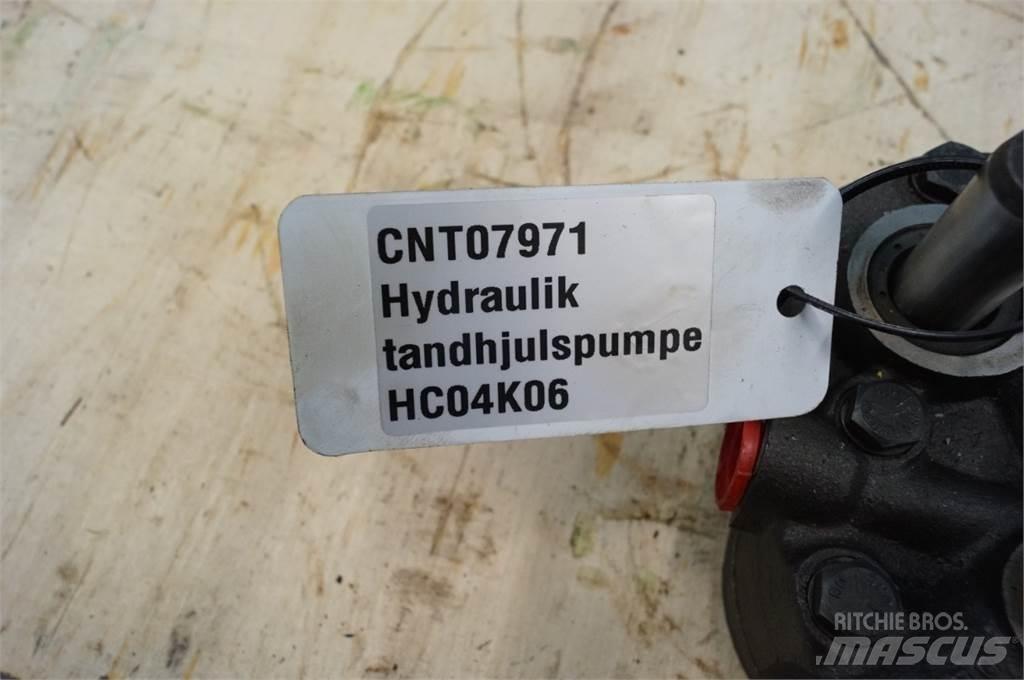 CNT07971
Hydraulik
tandhjulspumpe
HC04K06
RITCHIE BROS.
MASCUS